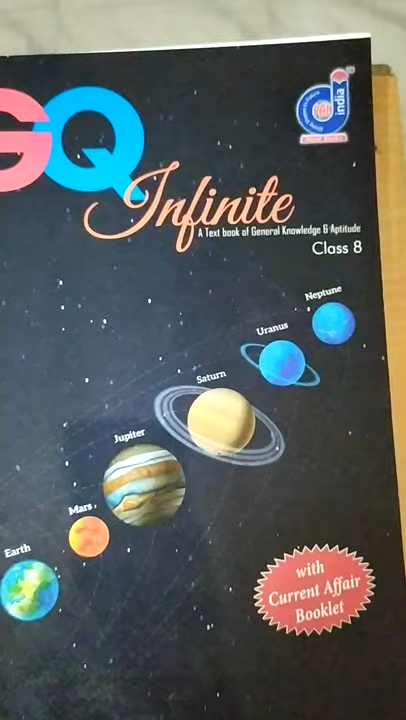 GQ
Infinite
A Text book of General Knowledge & Aptitude
Class 8
india
Neptune
Uranus
Saturn
Jupiter
Mars
Earth
with
Current Affair
Booklet